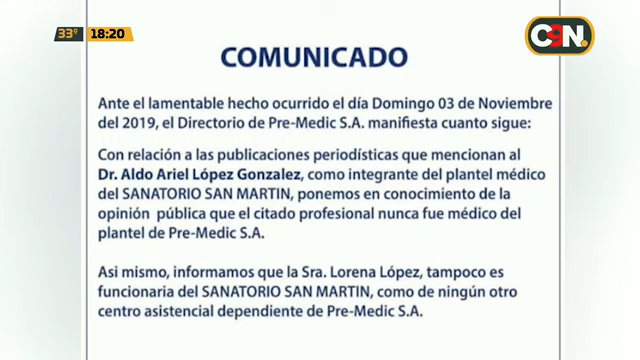 33º
18:20
C9N.
COMUNICADO
Ante el lamentable hecho ocurrido el día Domingo 03 de Noviembre
del 2019, el Directorio de Pre-Medic S.A. manifiesta cuanto sigue:
Con relación a las publicaciones periodísticas que mencionan al
Dr. Aldo Ariel López Gonzalez, como integrante del plantel médico
del SANATORIO SAN MARTIN, ponemos en conocimiento de la
opinión pública que el citado profesional nunca fue médico del
plantel de Pre-Medic S.A.
Asi mismo, informamos que la Sra. Lorena López, tampoco es
funcionaria del SANATORIO SAN MARTIN, como de ningún otro
centro asistencial dependiente de Pre-Medic S.A.